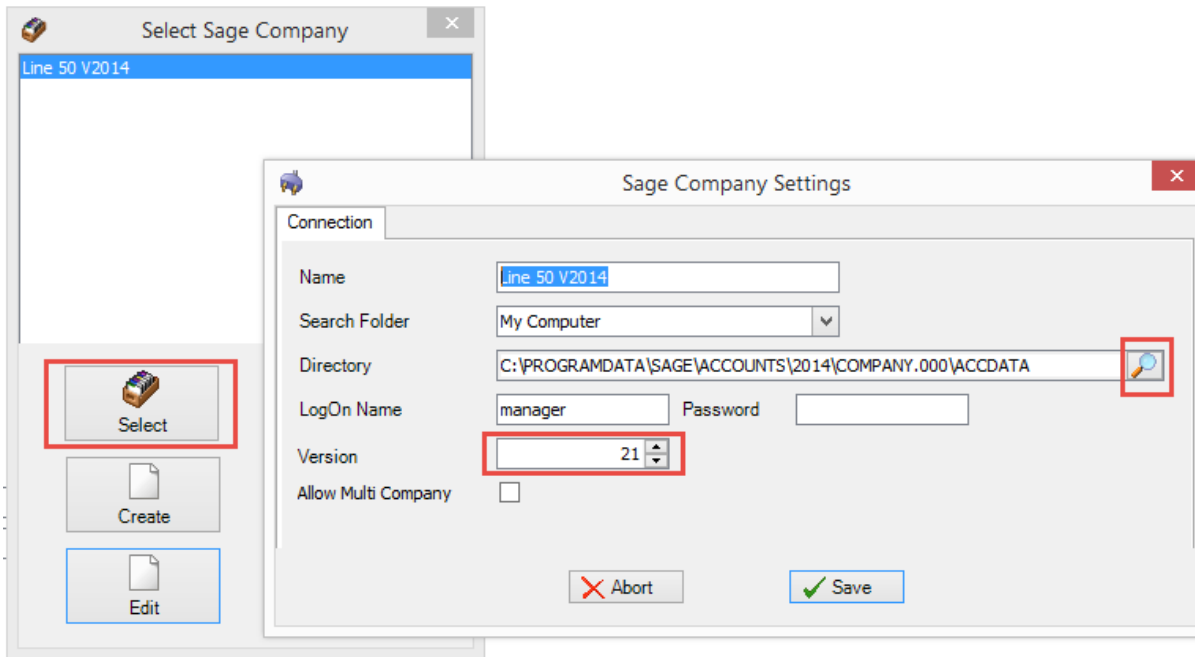 Select Sage Company
Line 50 V2014
Select
Create
Edit
Sage Company Settings
Connection
Name Line 50 V2014
Search Folder My Computer
Directory C:\PROGRAMDATA\SAGE\ACCOUNTS\2014\COMPANY.000\ACCDATA
LogOn Name manager Password
Version 21
Allow Multi Company
Abort Save